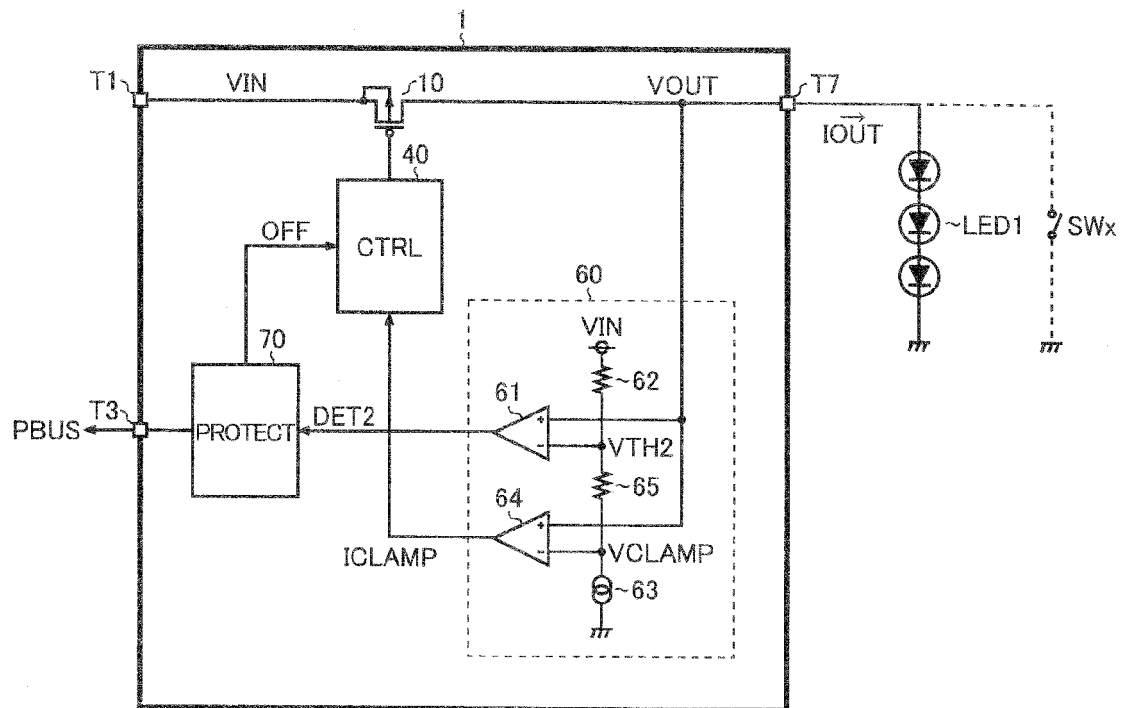 1
T1
VIN
10
VOUT
T7
IOUT
40
CTRL
OFF
LED1
SWx
60
VIN
62
70
61
T3
PBUS
PROTECT
DET2
VTH2
65
64
ICLAMP
VCLAMP
63
+
-
+
-